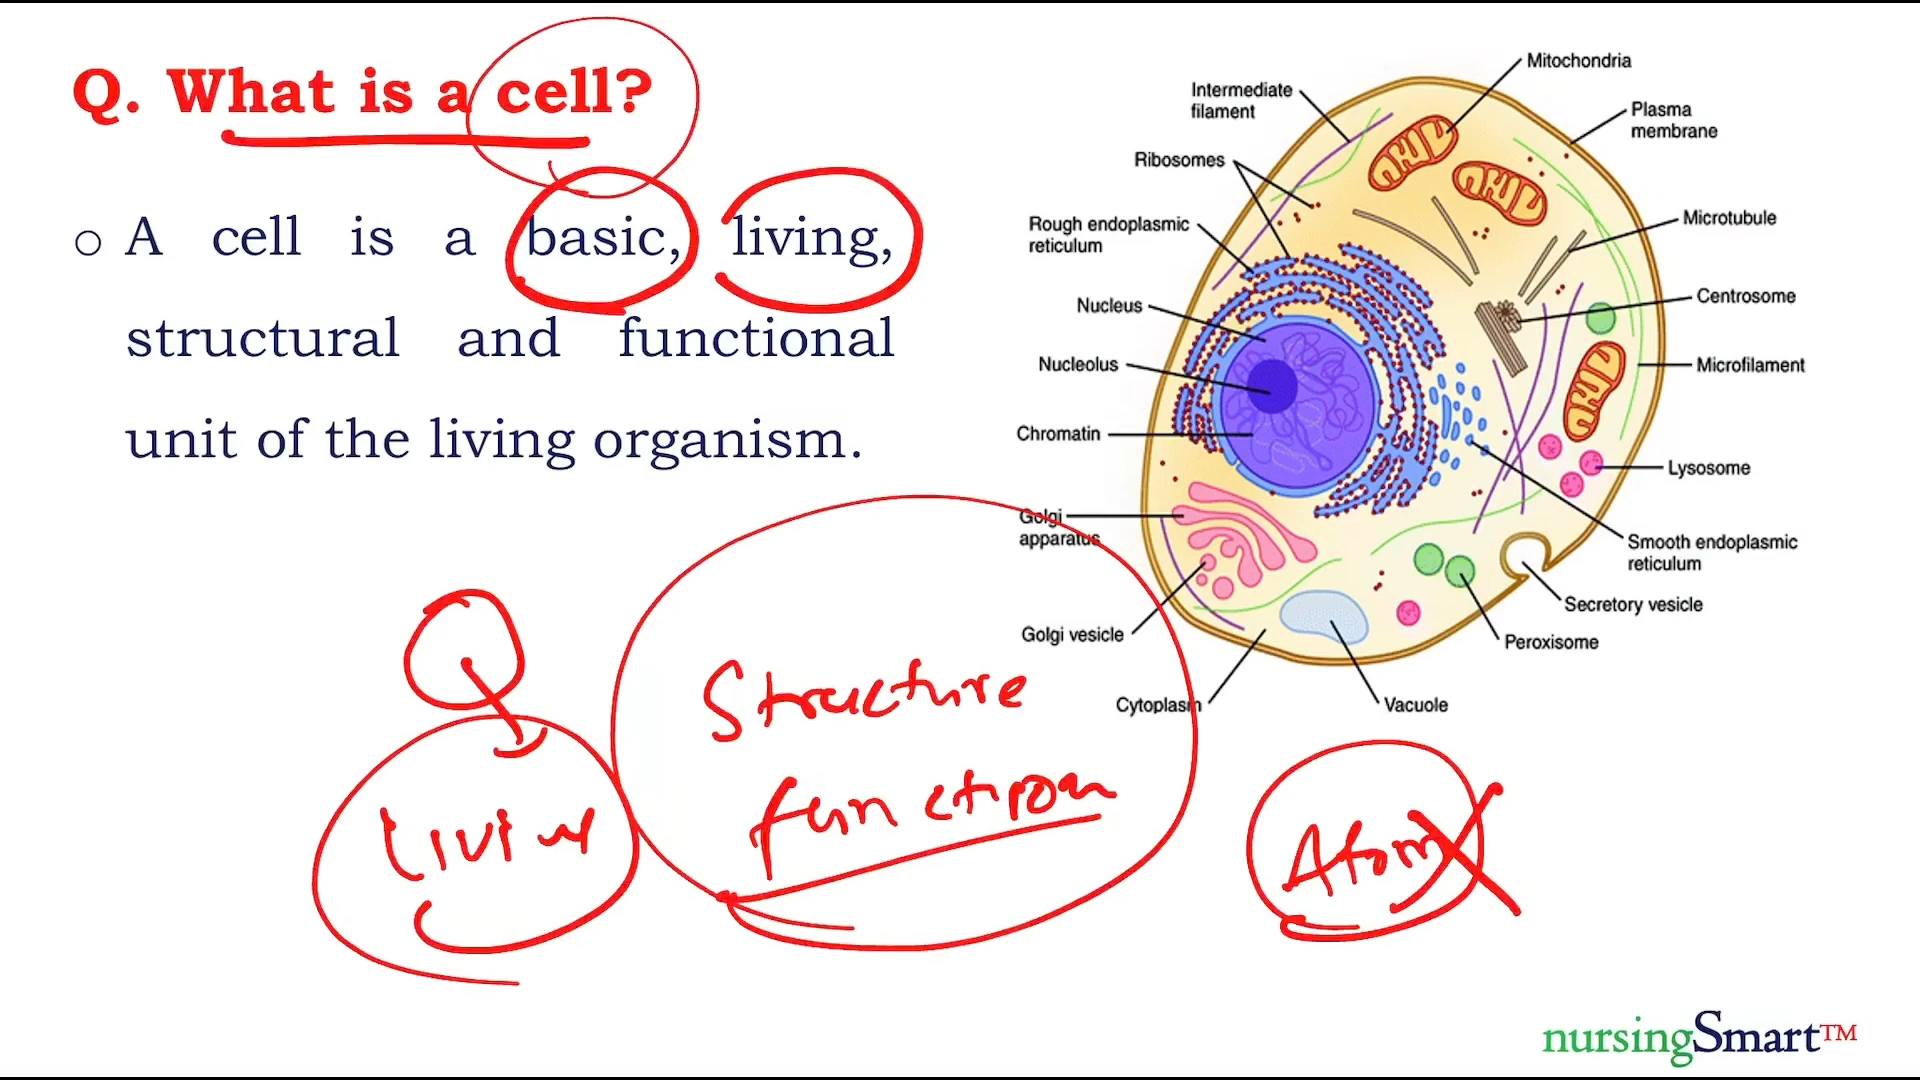 Q. What is a cell?
A cell is a basic, living,
structural and functional
unit of the living organism.
Mitochondria
Intermediate
filament
Plasma
membrane
Ribosomes
Rough endoplasmic
reticulum
Microtubule
Nucleus
Centrosome
Nucleolus
Microfilament
Chromatin
Lysosome
Golgi
apparatus
Smooth endoplasmic
reticulum
Secretory vesicle
Golgi vesicle
Peroxisome
Cytoplasm
Vacuole
Structure
function
Atom
nursingSmart™